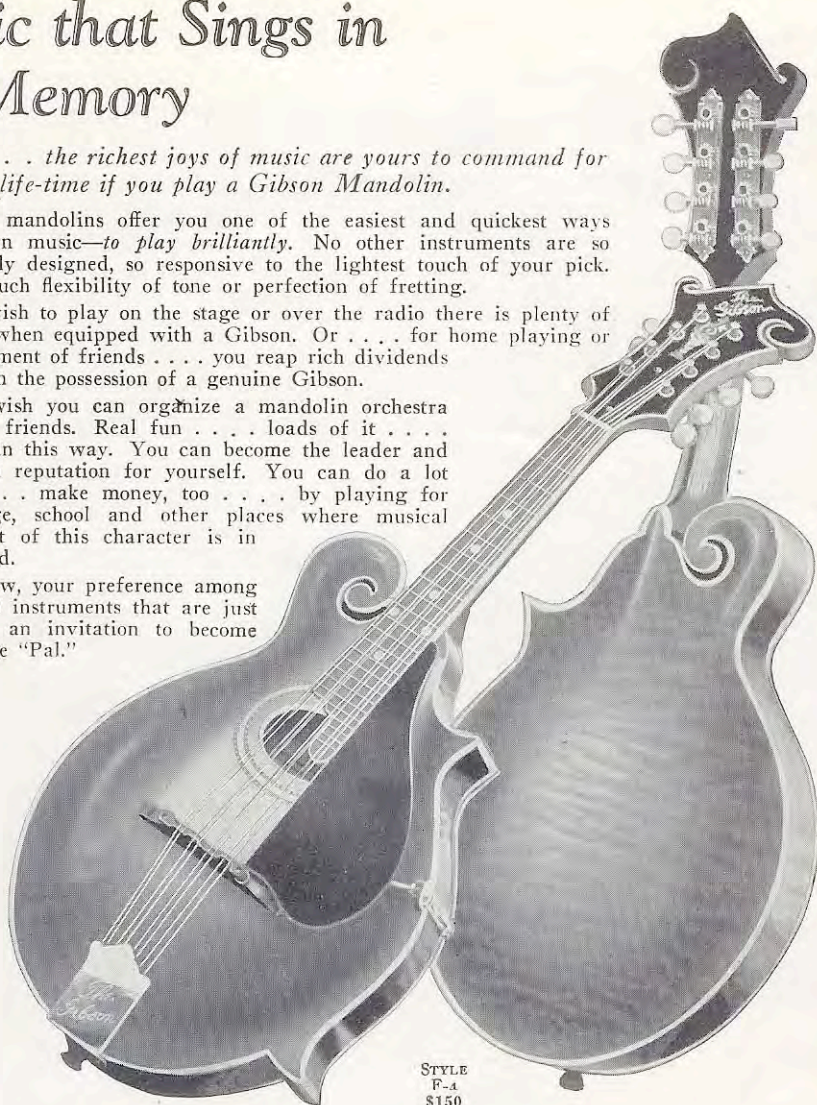 ic that Sings in
Memory
. . the richest joys of music are yours to command for
life-time if you play a Gibson Mandolin.
mandolins offer you one of the easiest and quickest ways
n music—to play brilliantly. No other instruments are so
ly designed, so responsive to the lightest touch of your pick.
uch flexibility of tone or perfection of fretting.
ish to play on the stage or over the radio there is plenty of
when equipped with a Gibson. Or . . . . for home playing or
ment of friends . . . . you reap rich dividends
n the possession of a genuine Gibson.
wish you can organize a mandolin orchestra
friends. Real fun . . . . loads of it . . . .
n this way. You can become the leader and
reputation for yourself. You can do a lot
. . make money, too . . . . by playing for
ge, school and other places where musical
t of this character is in
d.
w, your preference among
instruments that are just
an invitation to become
e “Pal.”
The
Gibson
The
Gibson
STYLE
F-4
$150